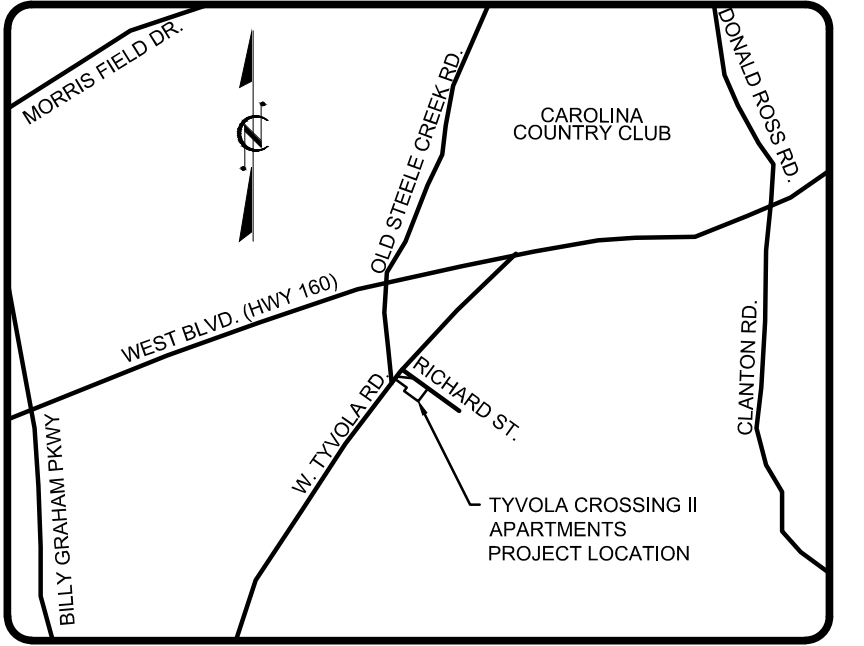 MORRIS FIELD DR.
OLD STEELE CREEK RD.
CAROLINA
COUNTRY CLUB
DONALD ROSS RD.
WEST BLVD. (HWY 160)
RICHARD ST.
W. TYVOLA RD.
CLANTON RD.
BILLY GRAHAM PKWY
TYVOLA CROSSING II
APARTMENTS
PROJECT LOCATION